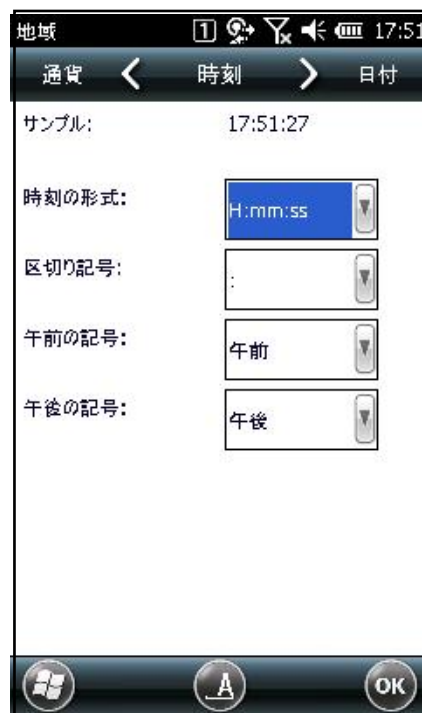 地域 1 17:51
通貨 時刻 日付
サンプル: 17:51:27
時刻の形式: H:mm:ss
区切り記号: :
午前の記号: 午前
午後の記号: 午後
A OK